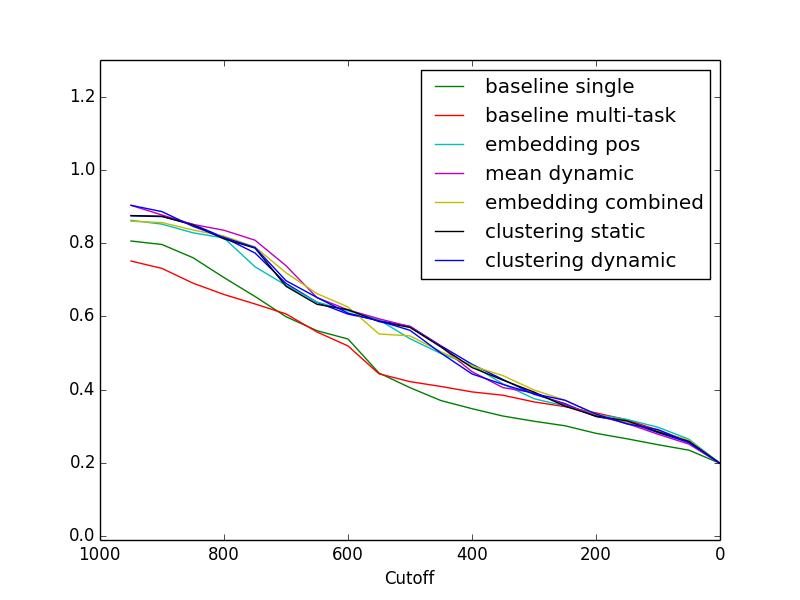 1.2
1.0
0.8
0.6
0.4
0.2
0.0
1000 800 600 400 200 0
Cutoff
baseline single
baseline multi-task
embedding pos
mean dynamic
embedding combined
clustering static
clustering dynamic